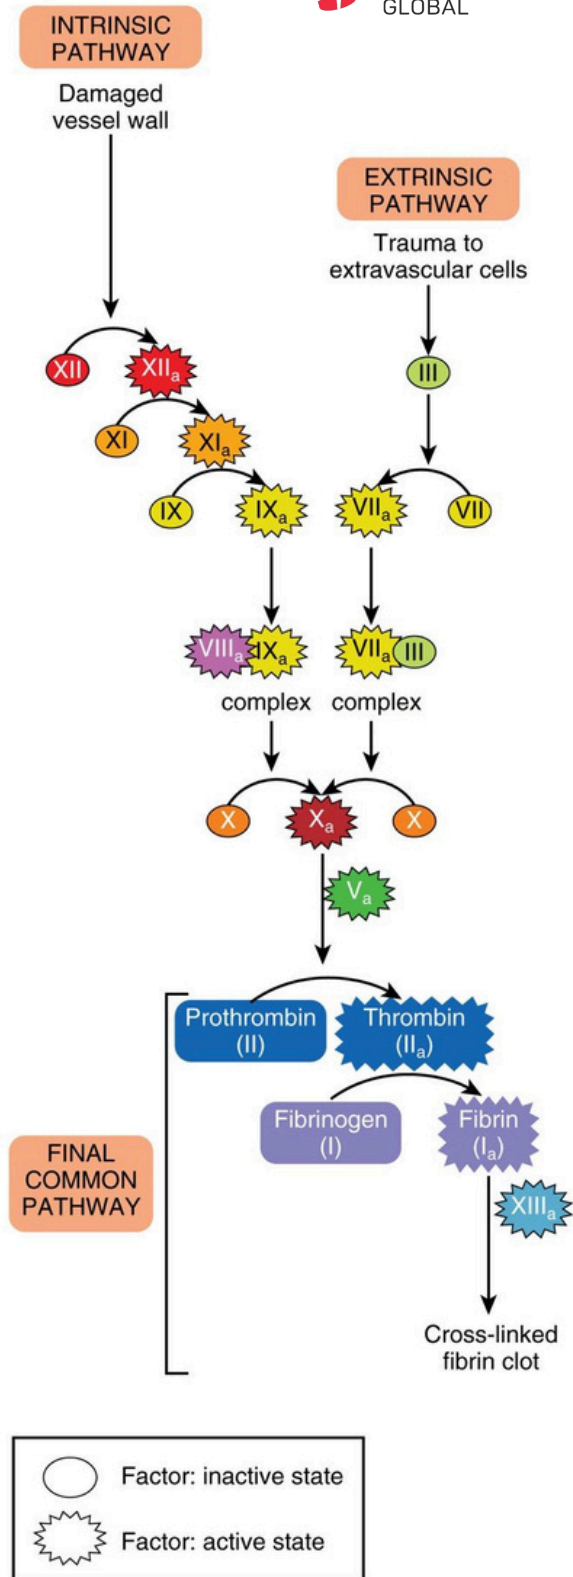 GLOBAL
INTRINSIC
PATHWAY
Damaged
vessel wall
EXTRINSIC
PATHWAY
Trauma to
extravascular cells
XII
XIIa
III
XI
XIa
IX
IXa
VIIa
VII
VIIIa
IXa
VIIa
III
complex
complex
X
Xa
X
Va
Prothrombin
(II)
Thrombin
(IIa)
Fibrinogen
(I)
Fibrin
(Ia)
FINAL
COMMON
PATHWAY
XIIIa
Cross-linked
fibrin clot
Factor: inactive state
Factor: active state